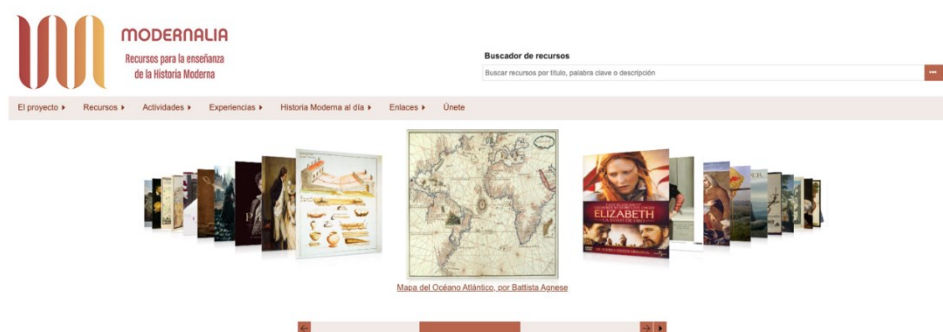 MODERNALIA
Recursos para la enseñanza
de la Historia Moderna
Buscador de recursos
Buscar recursos por título, palabra clave o descripción
El proyecto Recursos Actividades Experiencias Historia Moderna al día Enlaces Únete
ELIZABETH
Mapa del Océano Atlántico, por Battista Agnese